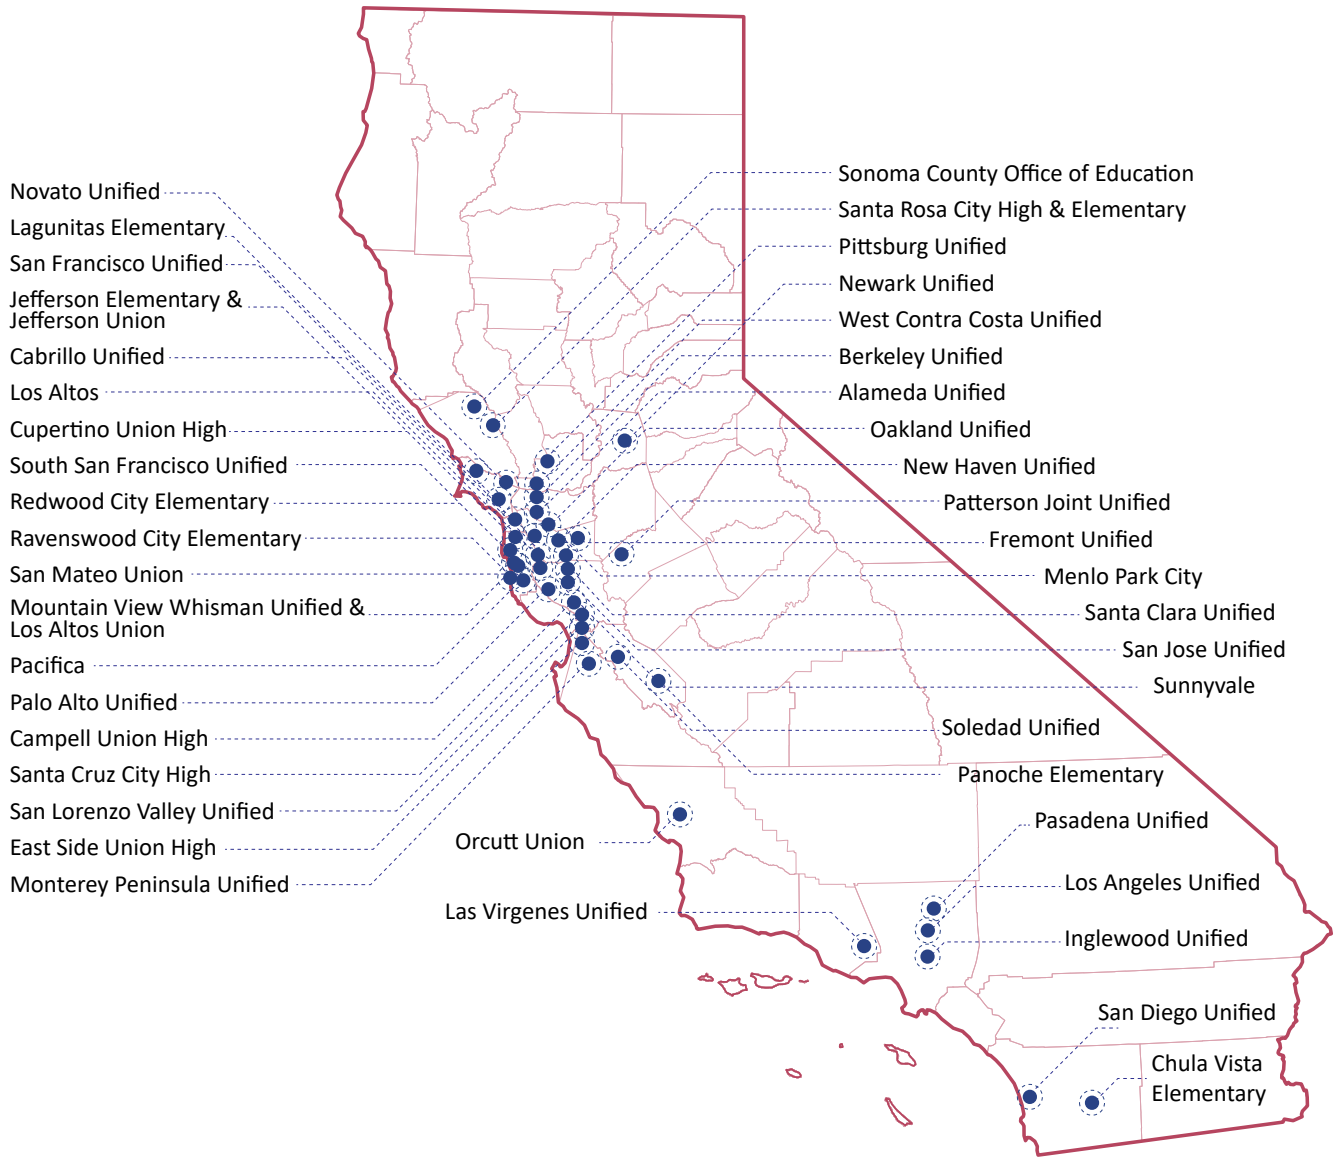 Novato Unified
Lagunitas Elementary
San Francisco Unified
Jefferson Elementary &
Jefferson Union
Cabrillo Unified
Los Altos
Cupertino Union High
South San Francisco Unified
Redwood City Elementary
Ravenswood City Elementary
San Mateo Union
Mountain View Whisman Unified &
Los Altos Union
Pacifica
Palo Alto Unified
Campell Union High
Santa Cruz City High
San Lorenzo Valley Unified
East Side Union High
Monterey Peninsula Unified
Sonoma County Office of Education
Santa Rosa City High & Elementary
Pittsburg Unified
Newark Unified
West Contra Costa Unified
Berkeley Unified
Alameda Unified
Oakland Unified
New Haven Unified
Patterson Joint Unified
Fremont Unified
Menlo Park City
Santa Clara Unified
San Jose Unified
Sunnyvale
Soledad Unified
Panoche Elementary
Orcutt Union
Las Virgenes Unified
Pasadena Unified
Los Angeles Unified
Inglewood Unified
San Diego Unified
Chula Vista
Elementary